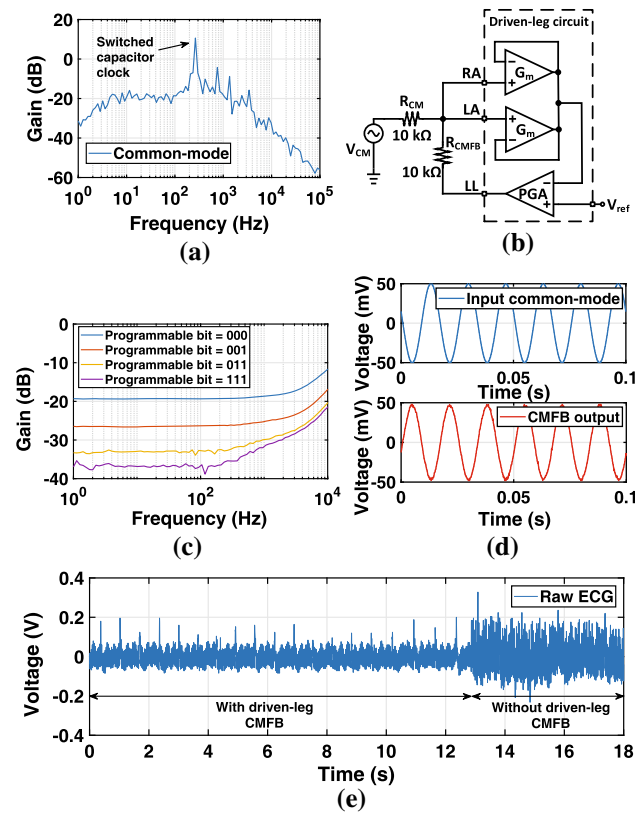 20
0
-20
-40
-60
Gain (dB)
Switched
capacitor
clock
Common-mode
10^0 10^1 10^2 10^3 10^4 10^5
Frequency (Hz)
(a)
Driven-leg circuit
RA
G_m
R_CM
LA
10 kΩ
R_CMFB
G_m
V_CM
10 kΩ
LL
PGA
V_ref
(b)
0
-10
-20
-30
-40
Gain (dB)
Programmable bit = 000
Programmable bit = 001
Programmable bit = 011
Programmable bit = 111
10^0 10^2 10^4
Frequency (Hz)
(c)
Voltage (mV)
50
0
-50
Input common-mode
0 0.05 0.1
Time (s)
Voltage (mV)
50
0
-50
CMFB output
0 0.05 0.1
Time (s)
(d)
Voltage (V)
0.4
0.2
0
-0.2
-0.4
Raw ECG
With driven-leg
CMFB
Without driven-leg
CMFB
0 2 4 6 8 10 12 14 16 18
Time (s)
(e)